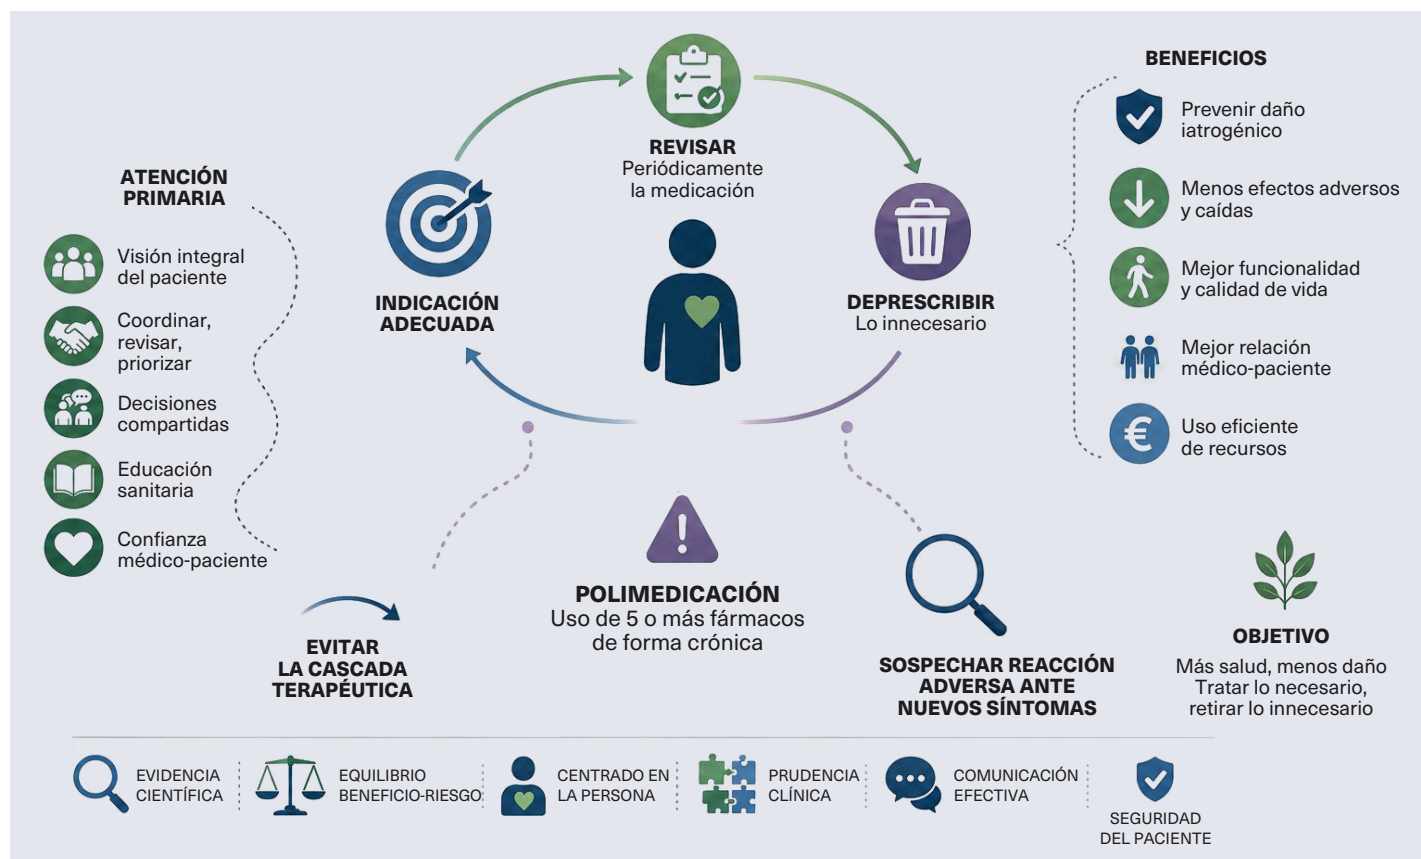 ATENCIÓN
PRIMARIA
Visión integral
del paciente
Coordinar,
revisar,
priorizar
Decisiones
compartidas
Educación
sanitaria
Confianza
médico-paciente
INDICACIÓN
ADECUADA
REVISAR
Periódicamente
la medicación
DEPRESCRIBIR
Lo innecesario
BENEFICIOS
Prevenir daño
iatrogénico
Menos efectos adversos
y caídas
Mejor funcionalidad
y calidad de vida
Mejor relación
médico-paciente
€
Uso eficiente
de recursos
EVITAR
LA CASCADA
TERAPÉUTICA
POLIMEDICACIÓN
Uso de 5 o más fármacos
de forma crónica
SOSPECHAR REACCIÓN
ADVERSA ANTE
NUEVOS SÍNTOMAS
OBJETIVO
Más salud, menos daño
Tratar lo necesario,
retirar lo innecesario
EVIDENCIA
CIENTÍFICA
EQUILIBRIO
BENEFICIO-RIESGO
CENTRADO EN
LA PERSONA
PRUDENCIA
CLÍNICA
COMUNICACIÓN
EFECTIVA
SEGURIDAD
DEL PACIENTE